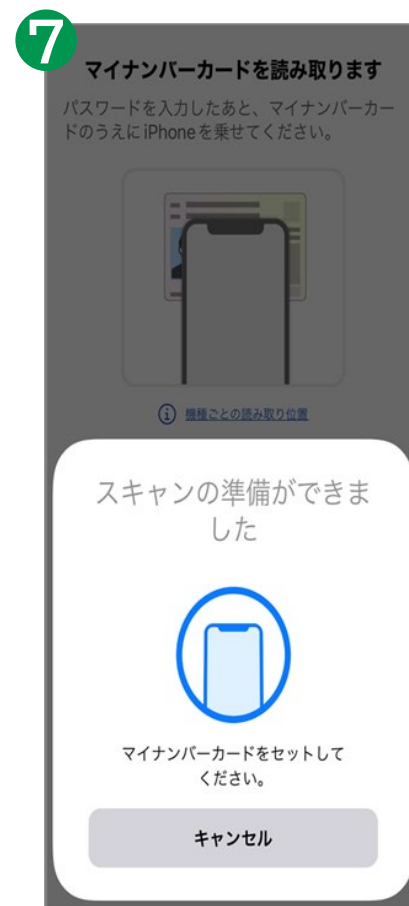 7
マイナンバーカードを読み取ります
パスワードを入力したあと、マイナンバーカー
ドのうえにiPhoneを乗せてください。
機種ごとの読み取り位置
スキャンの準備ができま
した
マイナンバーカードをセットして
ください。
キャンセル